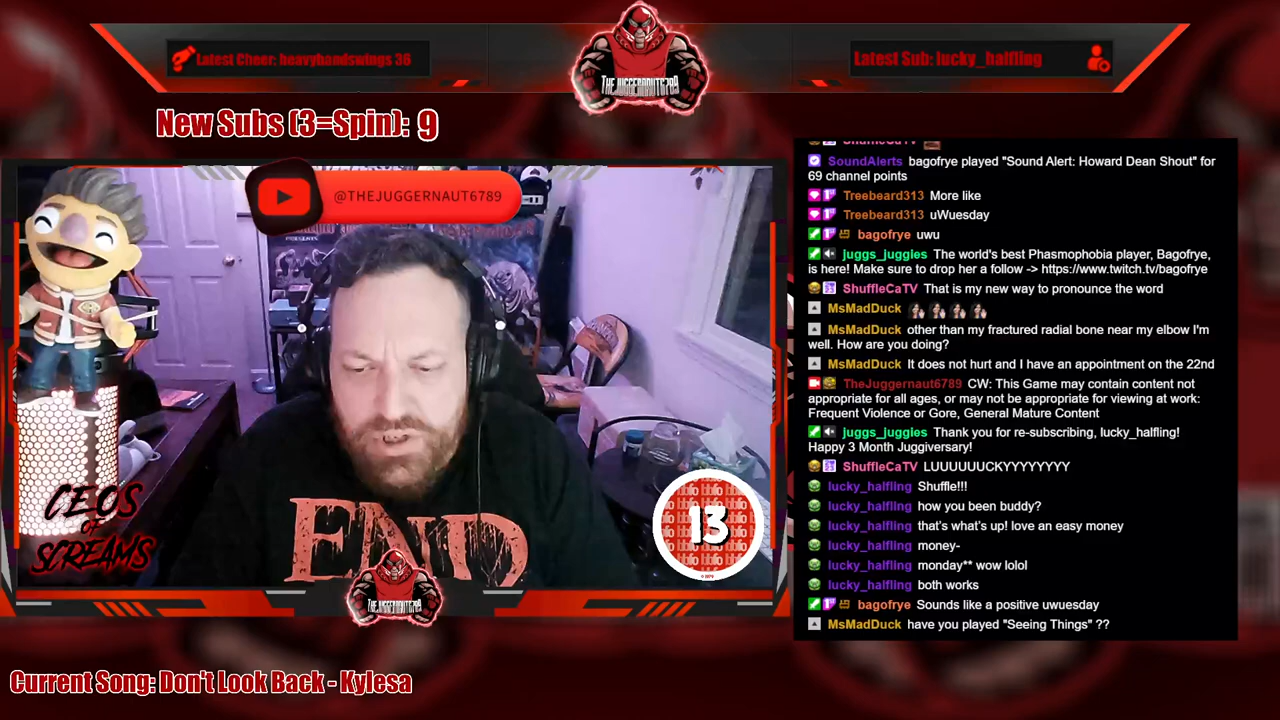 Latest Cheer: heavyhandswings 36
THEJUGGERNAUT6789
Latest Sub: lucky_halfling
New Subs (3=Spin): 9
@THEJUGGERNAUT6789
CEOS
OF
SCREAMS
END
THEJUGGERNAUT6789
bbfc
13
Current Song: Don't Look Back - Kylesa
ShuffleCaTV
SoundAlerts bagofrye played "Sound Alert: Howard Dean Shout" for
69 channel points
Treebeard313 More like
Treebeard313 uWuesday
bagofrye uwu
juggs_juggies The world's best Phasmophobia player, Bagofrye,
is here! Make sure to drop her a follow -> https://www.twitch.tv/bagofrye
ShuffleCaTV That is my new way to pronounce the word
MsMadDuck
MsMadDuck other than my fractured radial bone near my elbow I'm
well. How are you doing?
MsMadDuck It does not hurt and I have an appointment on the 22nd
TheJuggernaut6789 CW: This Game may contain content not
appropriate for all ages, or may not be appropriate for viewing at work:
Frequent Violence or Gore, General Mature Content
juggs_juggies Thank you for re-subscribing, lucky_halfling!
Happy 3 Month Juggiversary!
ShuffleCaTV LUUUUUUCKYYYYYYYY
lucky_halfling Shuffle!!!
lucky_halfling how you been buddy?
lucky_halfling that's what's up! love an easy money
lucky_halfling money-
lucky_halfling monday** wow lolol
lucky_halfling both works
bagofrye Sounds like a positive uwuesday
MsMadDuck have you played "Seeing Things" ??